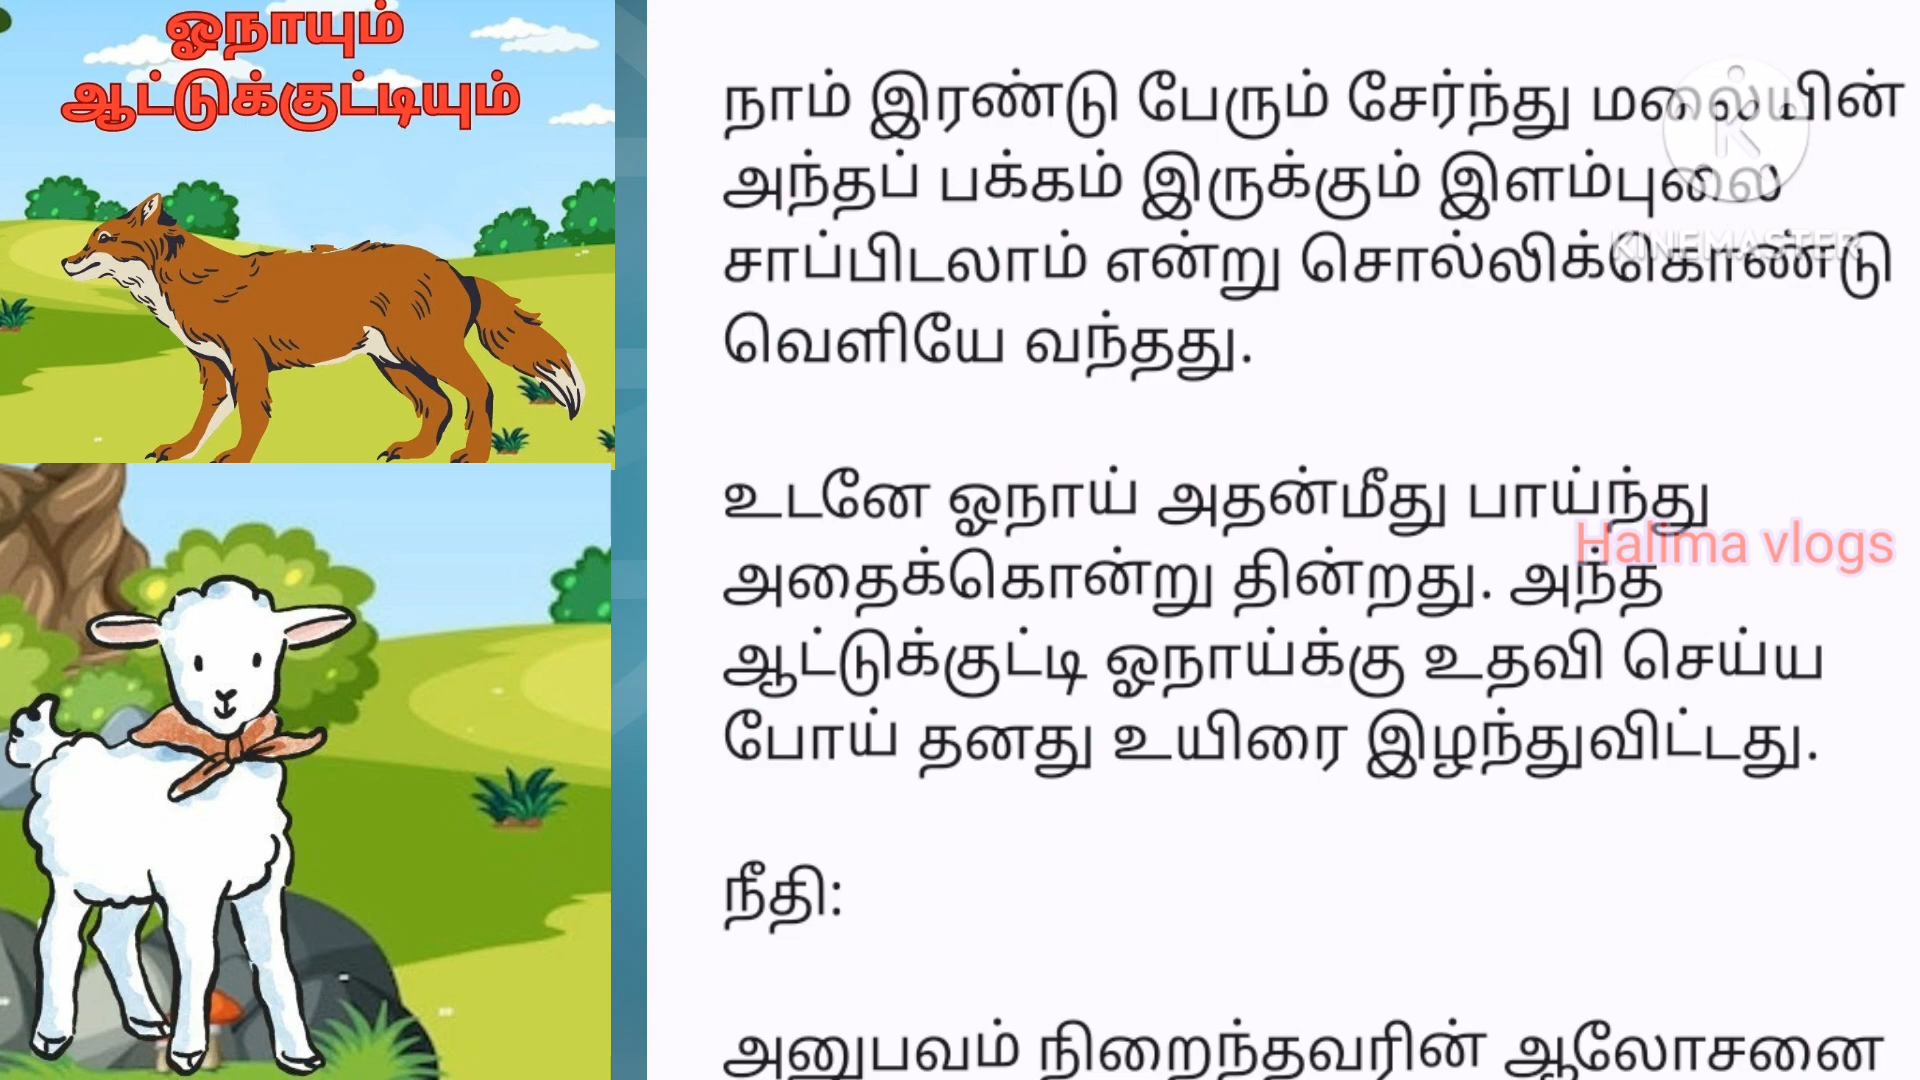 ஓநாயும்
ஆட்டுக்குட்டியும்
நாம் இரண்டு பேரும் சேர்ந்து மலையின்
அந்தப் பக்கம் இருக்கும் இளம்புலை
சாப்பிடலாம் என்று சொல்லிக்கொண்டு
வெளியே வந்தது.
உடனே ஓநாய் அதன்மீது பாய்ந்து
அதைக்கொன்று தின்றது. அந்த
ஆட்டுக்குட்டி ஓநாய்க்கு உதவி செய்ய
போய் தனது உயிரை இழந்துவிட்டது.
நீதி:
அனுபவம் நிறைந்தவரின் ஆலோசனை
K
KINEMASTER
Halima vlogs